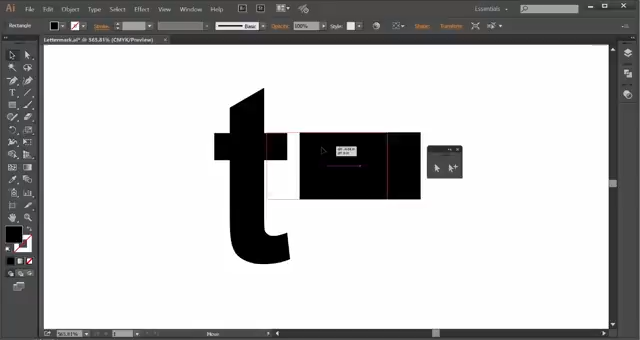 Ai File Edit Object Type Select Effect View Window Help
Essentials
Rectangle Stroke: Basic Opacity: 100% Style: Shape Transform
Lettermark.ai* @ 565.81% (CMYK/Preview)
T
t
565.81% 1 Move